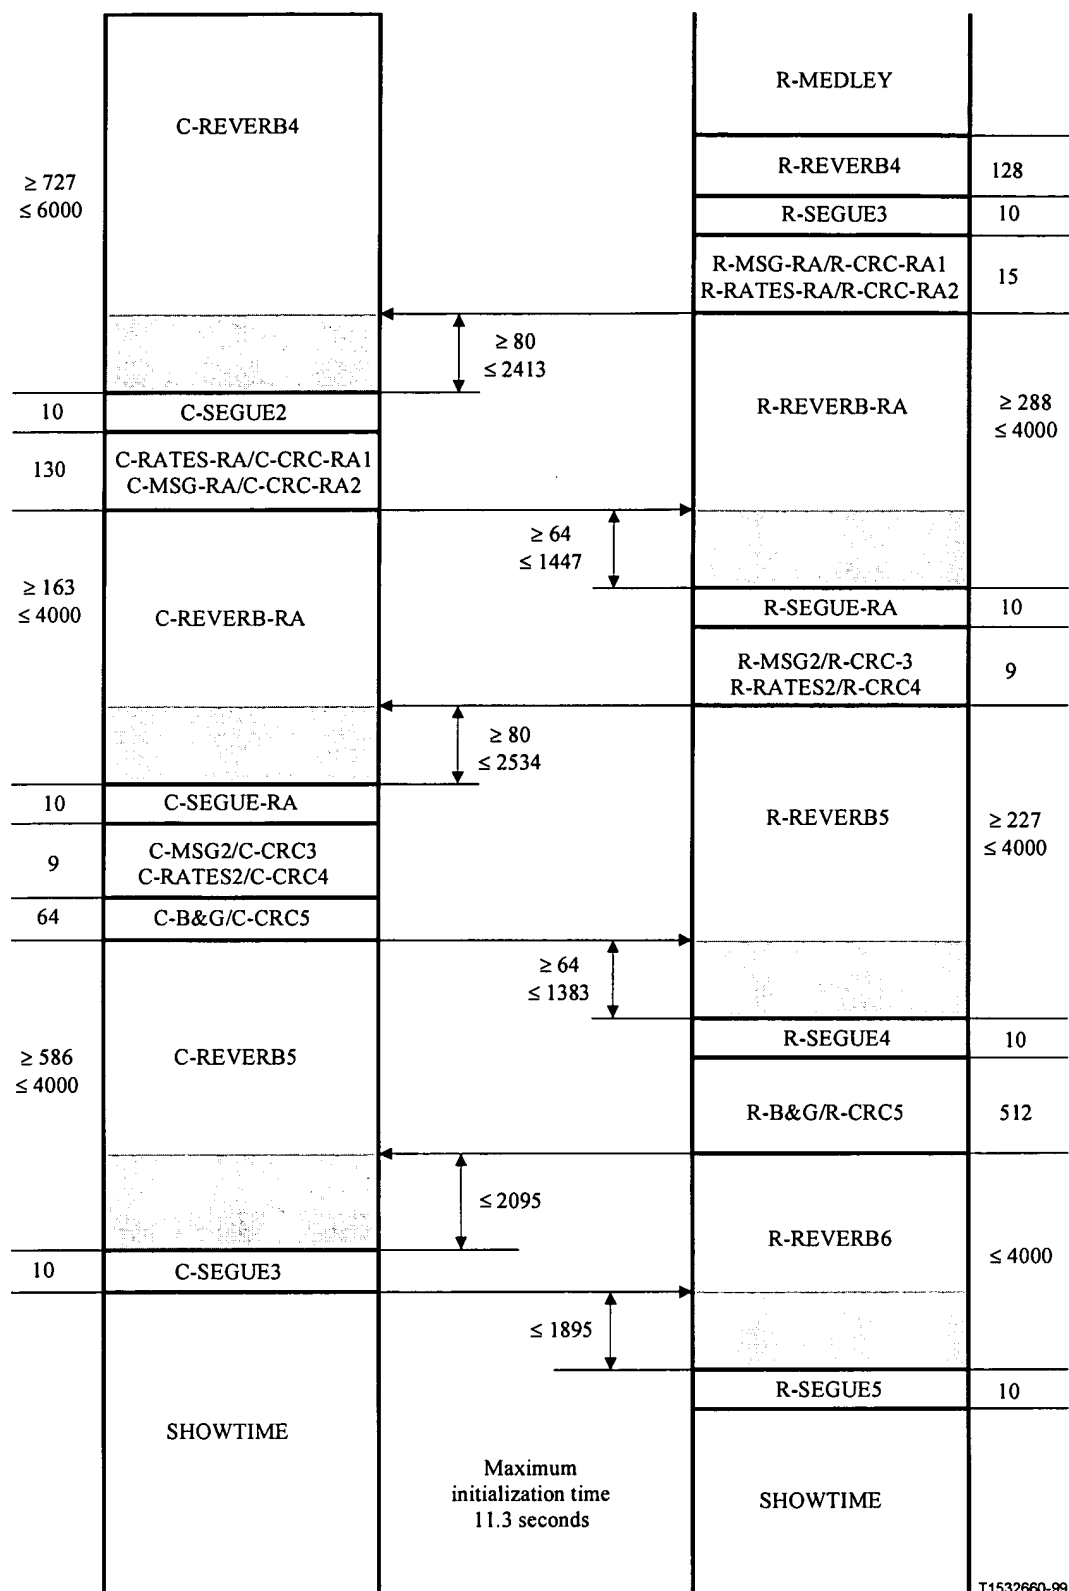 R-MEDLEY
C-REVERB4
R-REVERB4
128
≥ 727
≤ 6000
R-SEGUE3
10
R-MSG-RA/R-CRC-RA1
R-RATES-RA/R-CRC-RA2
15
≥ 80
≤ 2413
R-REVERB-RA
≥ 288
≤ 4000
10
C-SEGUE2
130
C-RATES-RA/C-CRC-RA1
C-MSG-RA/C-CRC-RA2
≥ 64
≤ 1447
≥ 163
≤ 4000
C-REVERB-RA
R-SEGUE-RA
10
R-MSG2/R-CRC-3
R-RATES2/R-CRC4
9
≥ 80
≤ 2534
10
C-SEGUE-RA
R-REVERB5
≥ 227
≤ 4000
9
C-MSG2/C-CRC3
C-RATES2/C-CRC4
64
C-B&G/C-CRC5
≥ 64
≤ 1383
R-SEGUE4
10
≥ 586
≤ 4000
C-REVERB5
R-B&G/R-CRC5
512
≤ 2095
R-REVERB6
≤ 4000
10
C-SEGUE3
≤ 1895
R-SEGUE5
10
SHOWTIME
Maximum
initialization time
11.3 seconds
SHOWTIME
T1532660-99